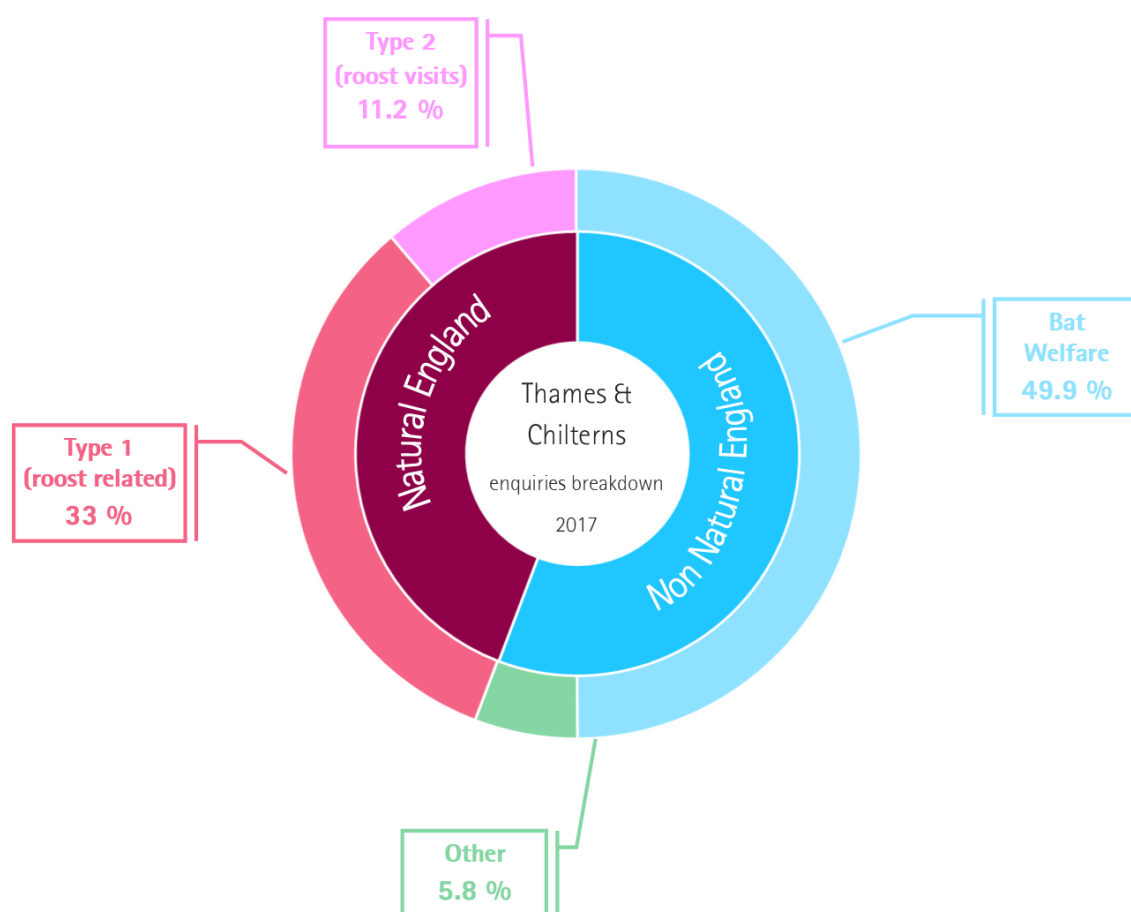 Type 2
(roost visits)
11.2 %
Natural England
Non Natural England
Thames &
Chilterns
enquiries breakdown
2017
Bat
Welfare
49.9 %
Type 1
(roost related)
33 %
Other
5.8 %